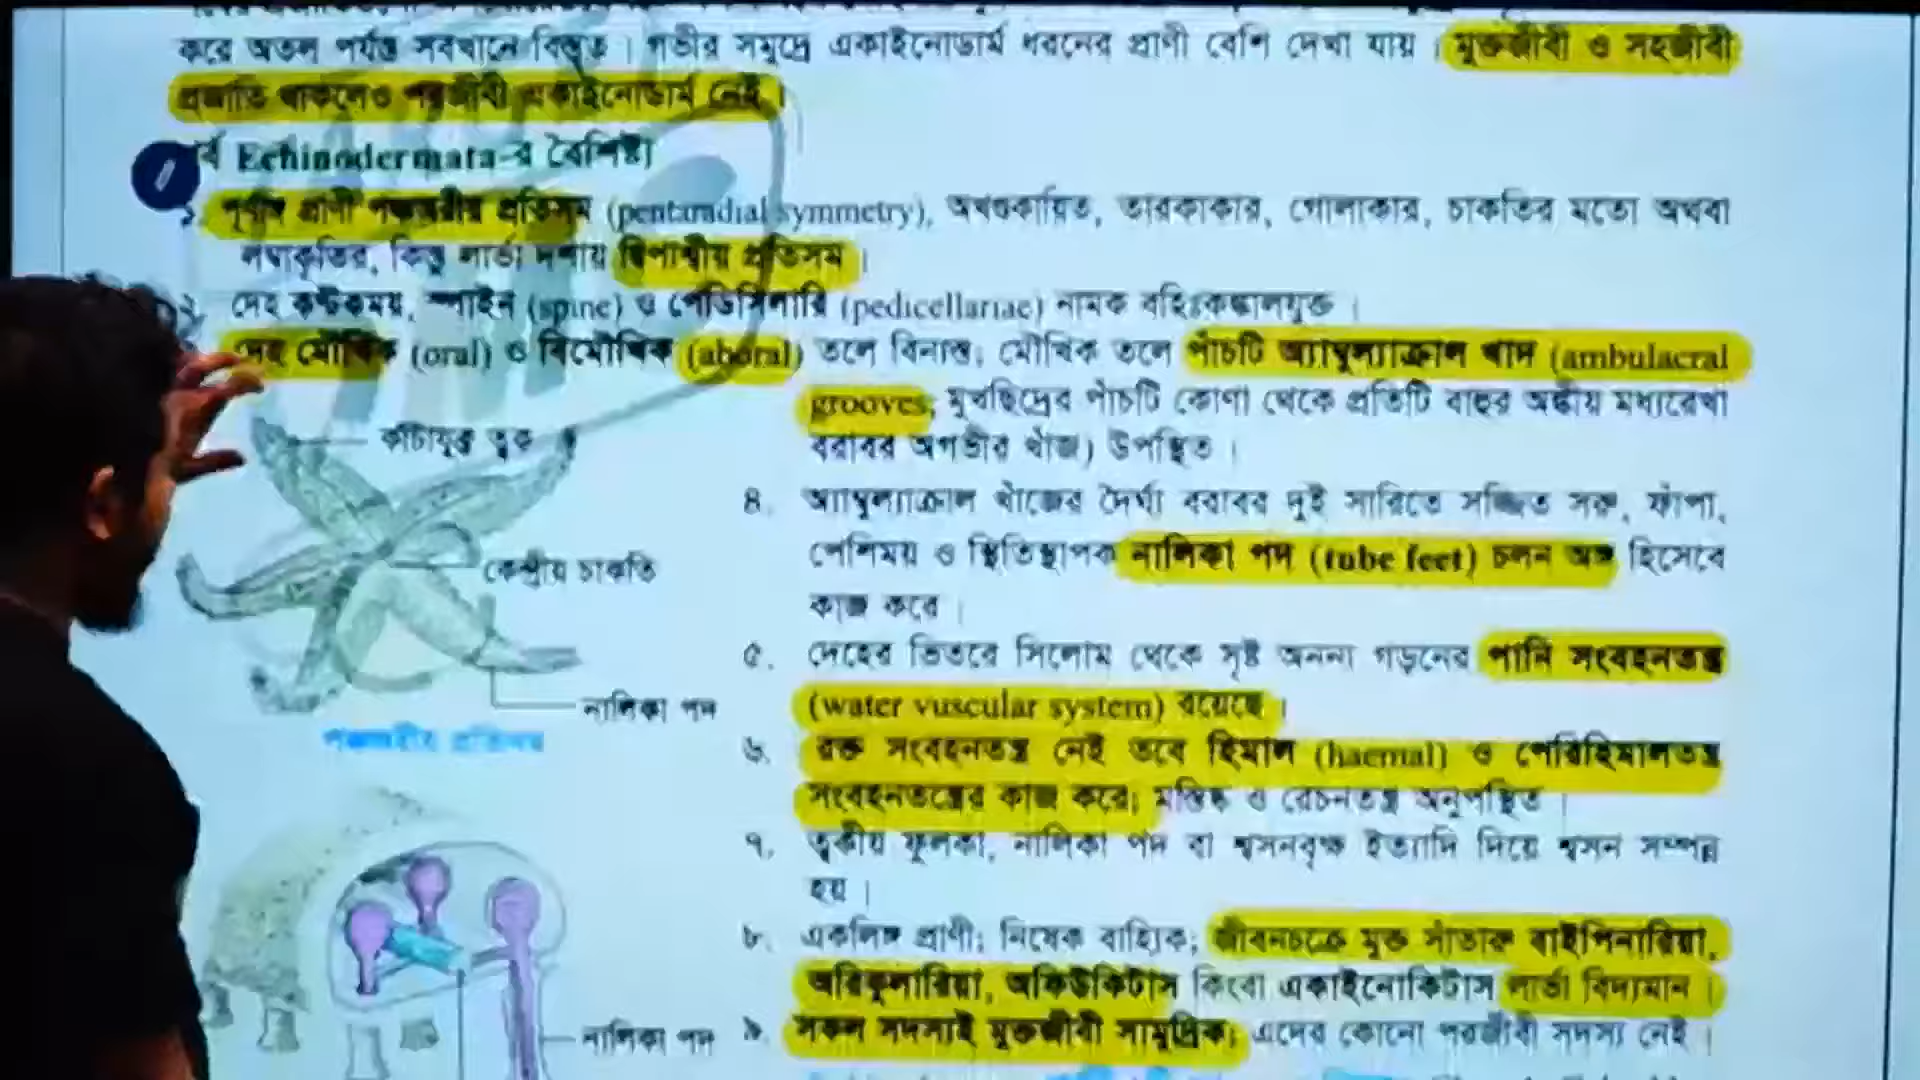 করে অতল পর্যন্ত সবখানে বিস্তৃত। গভীর সমুদ্রে একাইনোডার্ম ধরনের প্রাণী বেশি দেখা যায়। মুক্তজীবী ও সহজীবী
প্রজাতি থাকলেও পরজীবী একাইনোডার্ম নেই।
পর্ব Echinodermata-র বৈশিষ্ট্য
১. পূর্ণাঙ্গ প্রাণী পঞ্চঅরীয় প্রতিসম (pentaradial symmetry), অখণ্ডকায়িত, তারকাকার, গোলাকার, চাকতির মতো অথবা
লম্বাকৃতির, কিন্তু লার্ভা দশায় দ্বিপার্শ্বীয় প্রতিসম।
২. দেহ কণ্টকময়, স্পাইন (spine) ও পেডিসিলারি (pedicellariae) নামক বহিঃকঙ্কালযুক্ত।
দেহ মৌখিক (oral) ও বিমৌখিক (aboral) তলে বিন্যস্ত; মৌখিক তলে পাঁচটি অ্যাম্বুল্যাক্রাল খাদ (ambulacral
grooves; মুখছিদ্রের পাঁচটি কোণা থেকে প্রতিটি বাহুর অঙ্কীয় মধ্যরেখা
বরাবর অগভীর খাঁজ) উপস্থিত।
কাঁটাযুক্ত ত্বক
৪. অ্যাম্বুল্যাক্রাল খাঁজের দৈর্ঘ্য বরাবর দুই সারিতে সজ্জিত সরু, ফাঁপা,
পেশিময় ও স্থিতিস্থাপক নালিকা পদ (tube feet) চলন অঙ্গ হিসেবে
কাজ করে।
কেন্দ্রীয় চাকতি
৫. দেহের ভিতরে সিলোম থেকে সৃষ্ট অনন্য গড়নের পানি সংবহনতন্ত্র
(water vuscular system) রয়েছে।
নালিকা পদ
পঞ্চঅরীয় প্রতিসম
৬. রক্ত সংবহনতন্ত্র নেই তবে হিমাল (haemal) ও পেরিহিমালতন্ত্র
সংবহনতন্ত্রের কাজ করে; মস্তিষ্ক ও রেচনতন্ত্র অনুপস্থিত।
৭. ত্বকীয় ফুলকা, নালিকা পদ বা শ্বসনবৃক্ষ ইত্যাদি দিয়ে শ্বসন সম্পন্ন
হয়।
৮. একলিঙ্গ প্রাণী; নিষেক বাহ্যিক; জীবনচক্রে মুক্ত সাঁতারু বাইপিনারিয়া,
অরিকুলারিয়া, অফিউপ্লুটিয়াস কিংবা একাইনোপ্লুটিয়াস লার্ভা বিদ্যমান।
৯. সকল সদস্যই মুক্তজীবী সামুদ্রিক; এদের কোনো পরজীবী সদস্য নেই।
নালিকা পদ